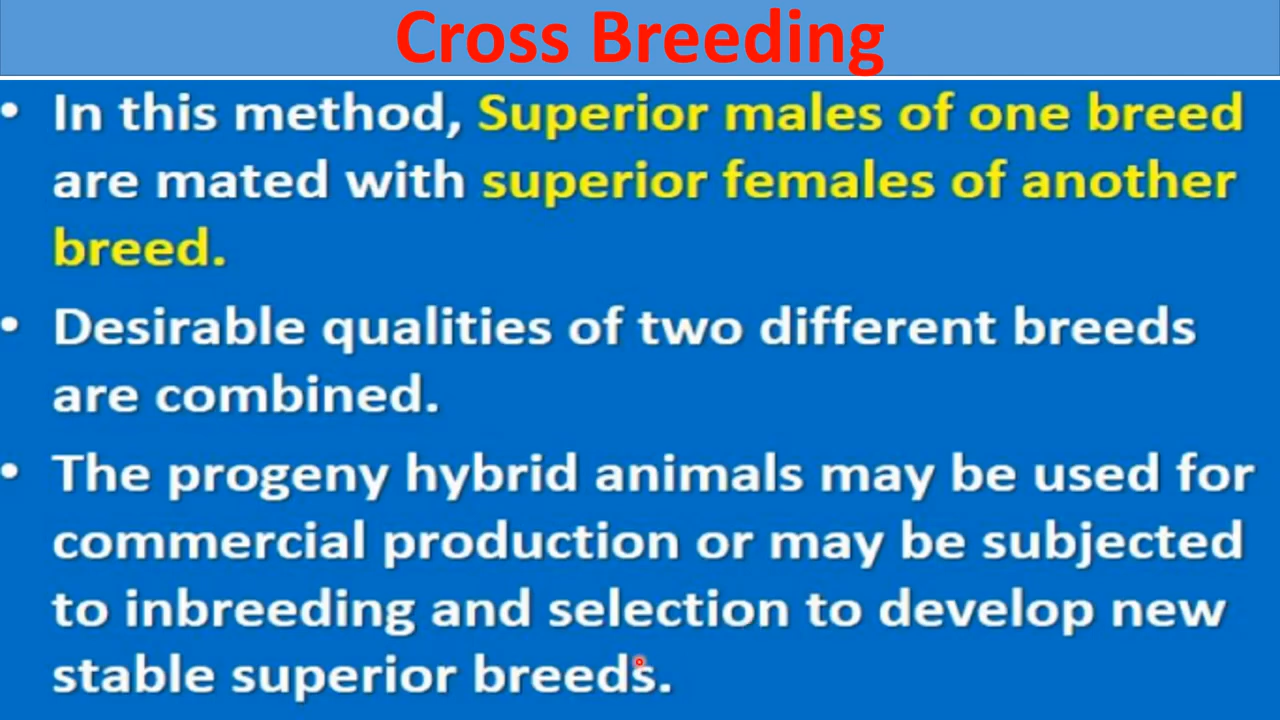 Cross Breeding
• In this method, Superior males of one breed
are mated with superior females of another
breed.
• Desirable qualities of two different breeds
are combined.
• The progeny hybrid animals may be used for
commercial production or may be subjected
to inbreeding and selection to develop new
stable superior breeds.